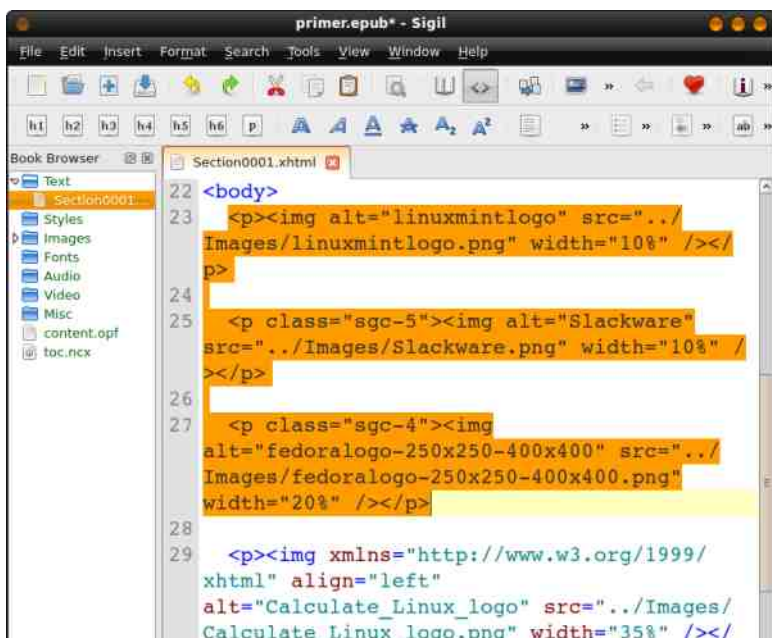 primer.epub* - Sigil
File Edit Insert Format Search Tools View Window Help
h1 h2 h3 h4 h5 h6 p A A A A A₂ A² » » » ab »
Book Browser
Section0001.xhtml
Text
Section0001...
Styles
Images
Fonts
Audio
Video
Misc
content.opf
toc.ncx
22 <body>
23 <p><img alt="linuxmintlogo" src="../
Images/linuxmintlogo.png" width="10%" /></
p>
24
25 <p class="sgc-5"><img alt="Slackware"
src="../Images/Slackware.png" width="10%" /
></p>
26
27 <p class="sgc-4"><img
alt="fedoralogo-250x250-400x400" src="../
Images/fedoralogo-250x250-400x400.png"
width="20%" /></p>
28
29 <p><img xmlns="http://www.w3.org/1999/
xhtml" align="left"
alt="Calculate_Linux_logo" src="../Images/
Calculate_Linux_logo.png" width="35%" /></